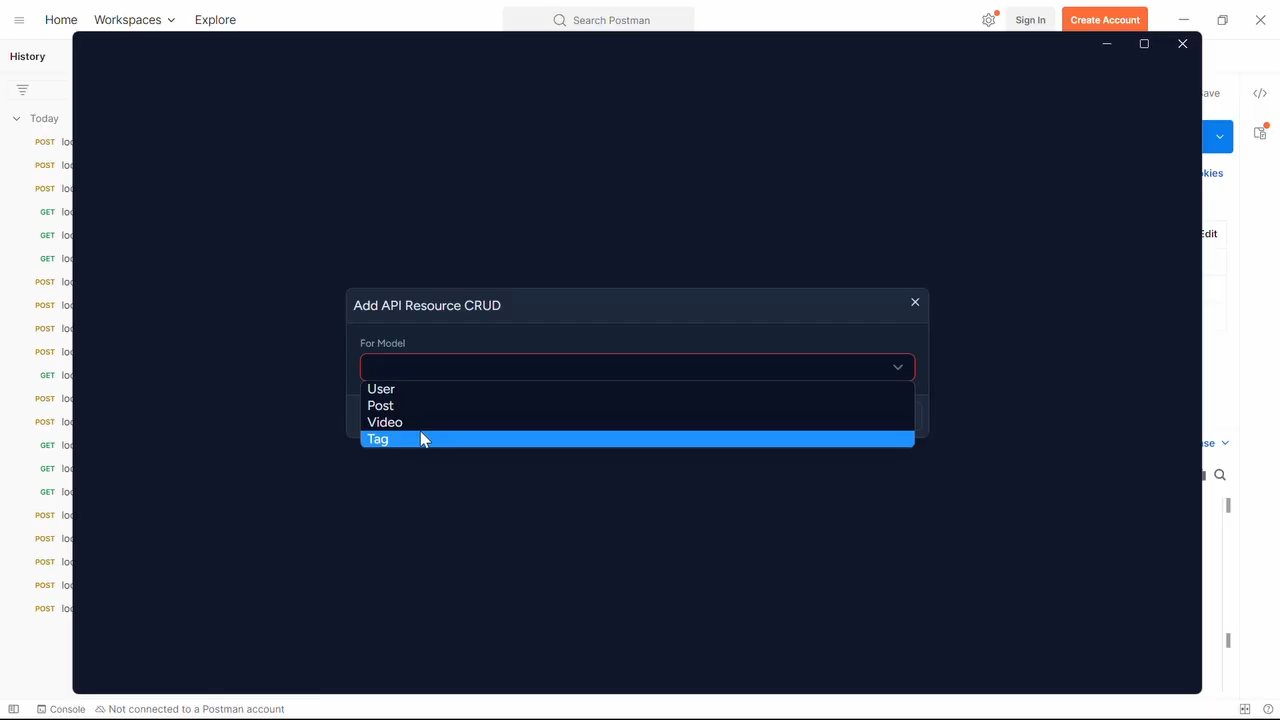 Home Workspaces Explore Search Postman Sign In Create Account
History
Today
POST
POST
POST
GET
GET
GET
POST
POST
POST
POST
GET
POST
POST
GET
GET
GET
POST
POST
POST
POST
POST
Add API Resource CRUD
For Model
User
Post
Video
Tag
Edit
Console Not connected to a Postman account